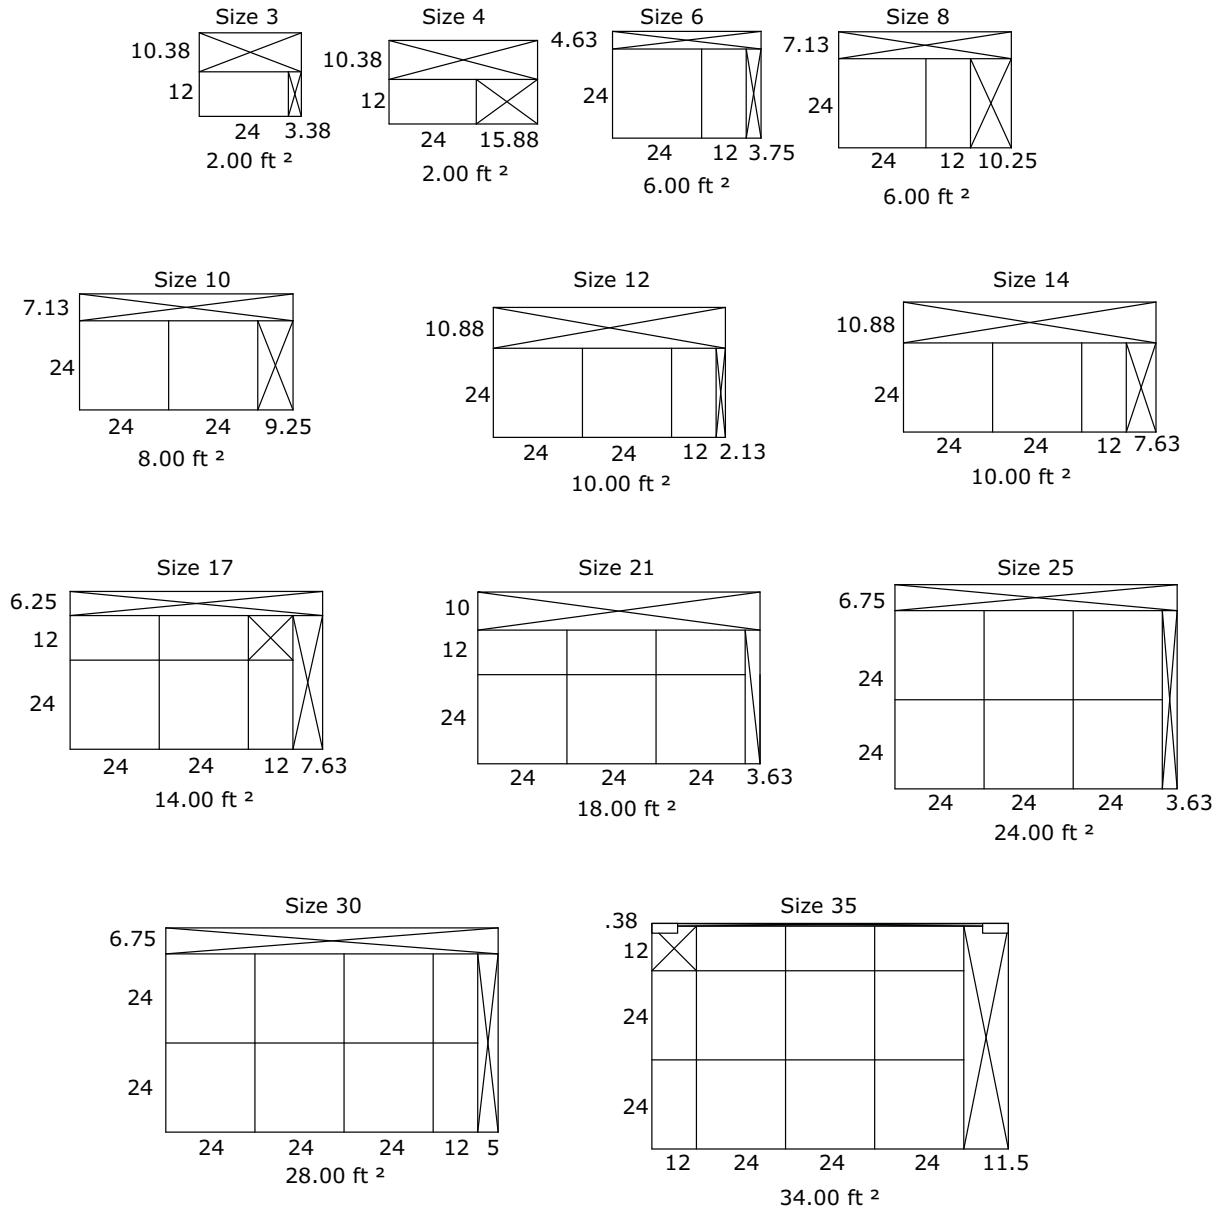 Size 3
10.38
12
24 3.38
2.00 ft ²
Size 4
10.38
12
24 15.88
2.00 ft ²
Size 6
4.63
24
24 12 3.75
6.00 ft ²
Size 8
7.13
24
24 12 10.25
6.00 ft ²
Size 10
7.13
24
24 24 9.25
8.00 ft ²
Size 12
10.88
24
24 24 12 2.13
10.00 ft ²
Size 14
10.88
24
24 24 12 7.63
10.00 ft ²
Size 17
6.25
12
24
24 24 12 7.63
14.00 ft ²
Size 21
10
12
24
24 24 24 3.63
18.00 ft ²
Size 25
6.75
24
24
24 24 24 3.63
24.00 ft ²
Size 30
6.75
24
24
24 24 24 12 5
28.00 ft ²
Size 35
.38
12
24
24
12 24 24 24 11.5
34.00 ft ²